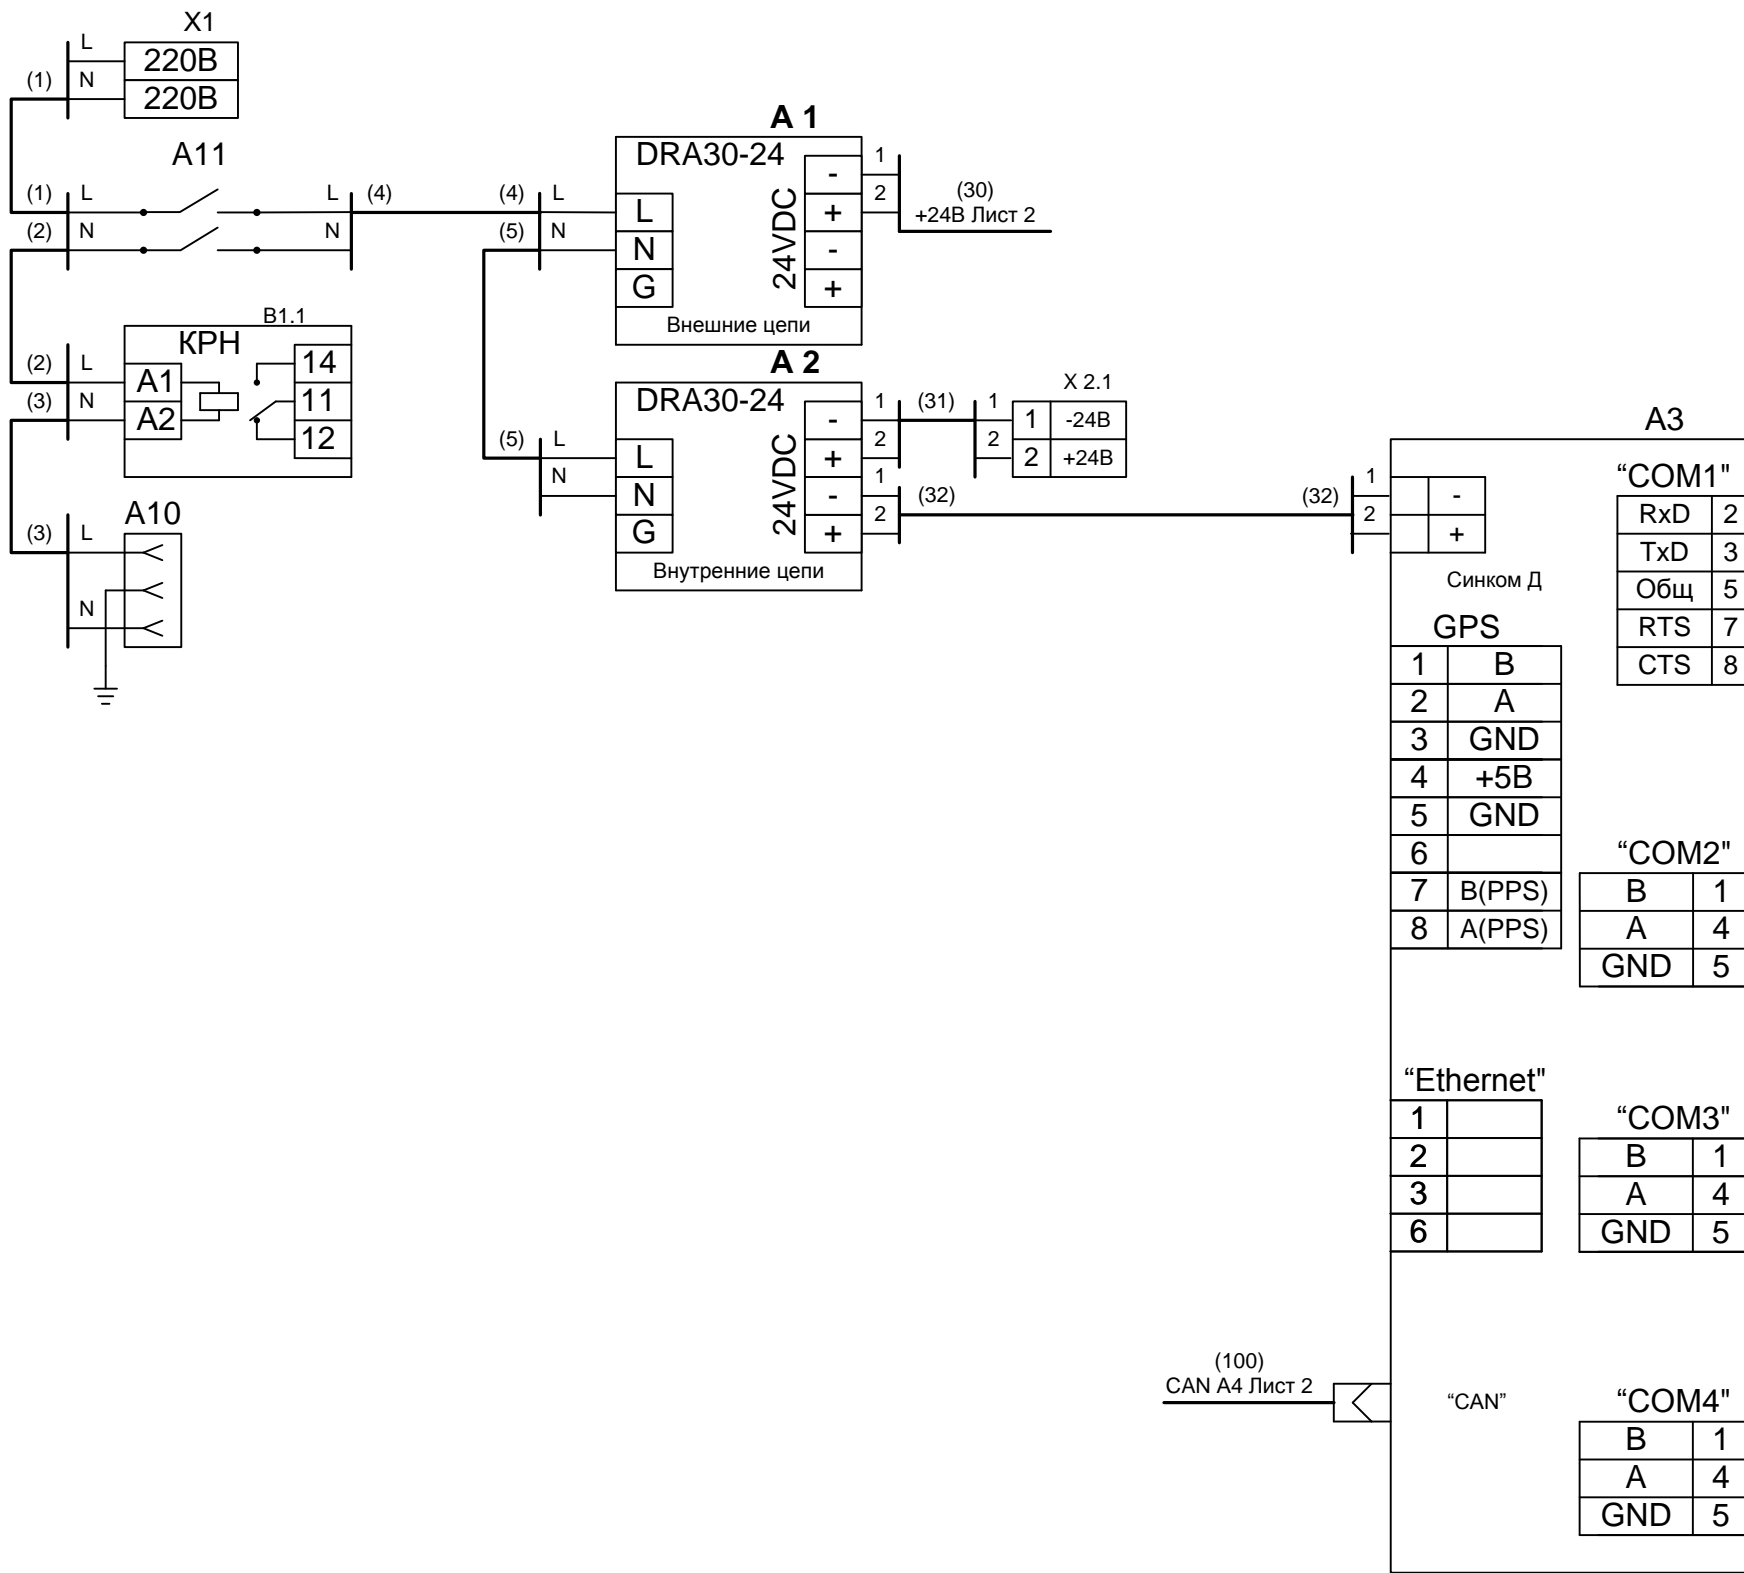 X1
L
220В
(1)
N
220В
A11
(1)
L
L
(4)
(2)
N
N
B1.1
КРН
(2)
L
A1
14
(3)
N
A2
11
12
A10
(3)
L
N
A 1
DRA30-24
(4)
L
L
(5)
N
N
G
24VDC
-
+
-
+
1
2
(30)
+24В Лист 2
Внешние цепи
A 2
DRA30-24
(5)
L
L
N
N
G
24VDC
-
+
-
+
1
2
1
2
Внутренние цепи
(31)
X 2.1
1
1
-24В
2
2
+24В
(32)
(32)
A3
1
-
2
+
Синком Д
GPS
1 B
2 A
3 GND
4 +5В
5 GND
6
7 B(PPS)
8 A(PPS)
“COM1"
RxD 2
TxD 3
Общ 5
RTS 7
CTS 8
“COM2"
B 1
A 4
GND 5
“Ethernet"
1
2
3
6
“COM3"
B 1
A 4
GND 5
(100)
CAN A4 Лист 2
“CAN”
“COM4"
B 1
A 4
GND 5